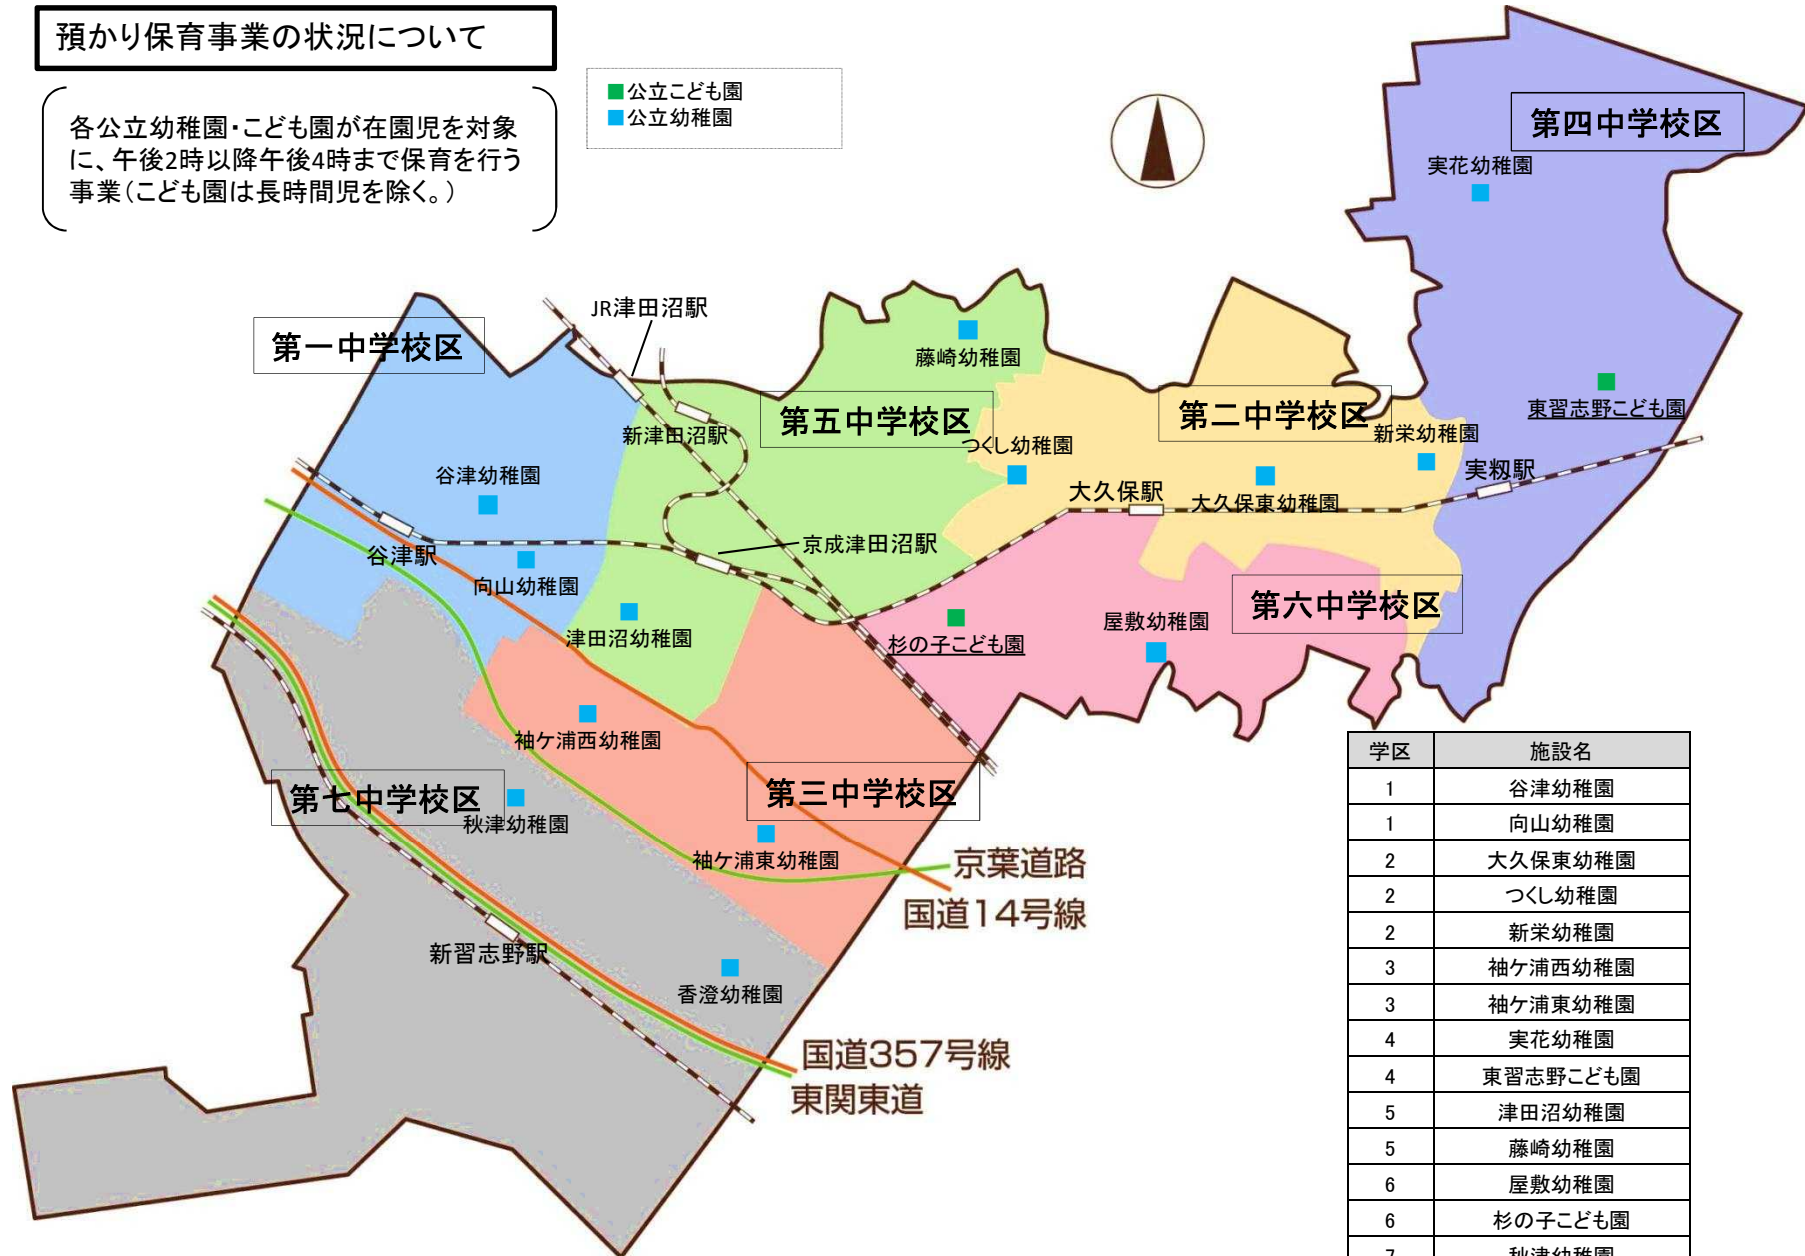 預かり保育事業の状況について
各公立幼稚園・こども園が在園児を対象
に、午後2時以降午後4時まで保育を行う
事業(こども園は長時間児を除く。)
■公立こども園
■公立幼稚園
第四中学校区
実花幼稚園
JR津田沼駅
第一中学校区
藤崎幼稚園
第五中学校区
第二中学校区
東習志野こども園
新津田沼駅
つくし幼稚園
新栄幼稚園
谷津幼稚園
実籾駅
大久保駅
大久保東幼稚園
谷津駅
京成津田沼駅
向山幼稚園
第六中学校区
津田沼幼稚園
杉の子こども園
屋敷幼稚園
袖ケ浦西幼稚園
第七中学校区
第三中学校区
秋津幼稚園
袖ケ浦東幼稚園
京葉道路
国道14号線
新習志野駅
香澄幼稚園
国道357号線
東関東道
学区 施設名
1 谷津幼稚園
1 向山幼稚園
2 大久保東幼稚園
2 つくし幼稚園
2 新栄幼稚園
3 袖ケ浦西幼稚園
3 袖ケ浦東幼稚園
4 実花幼稚園
4 東習志野こども園
5 津田沼幼稚園
5 藤崎幼稚園
6 屋敷幼稚園
6 杉の子こども園
7 秋津幼稚園